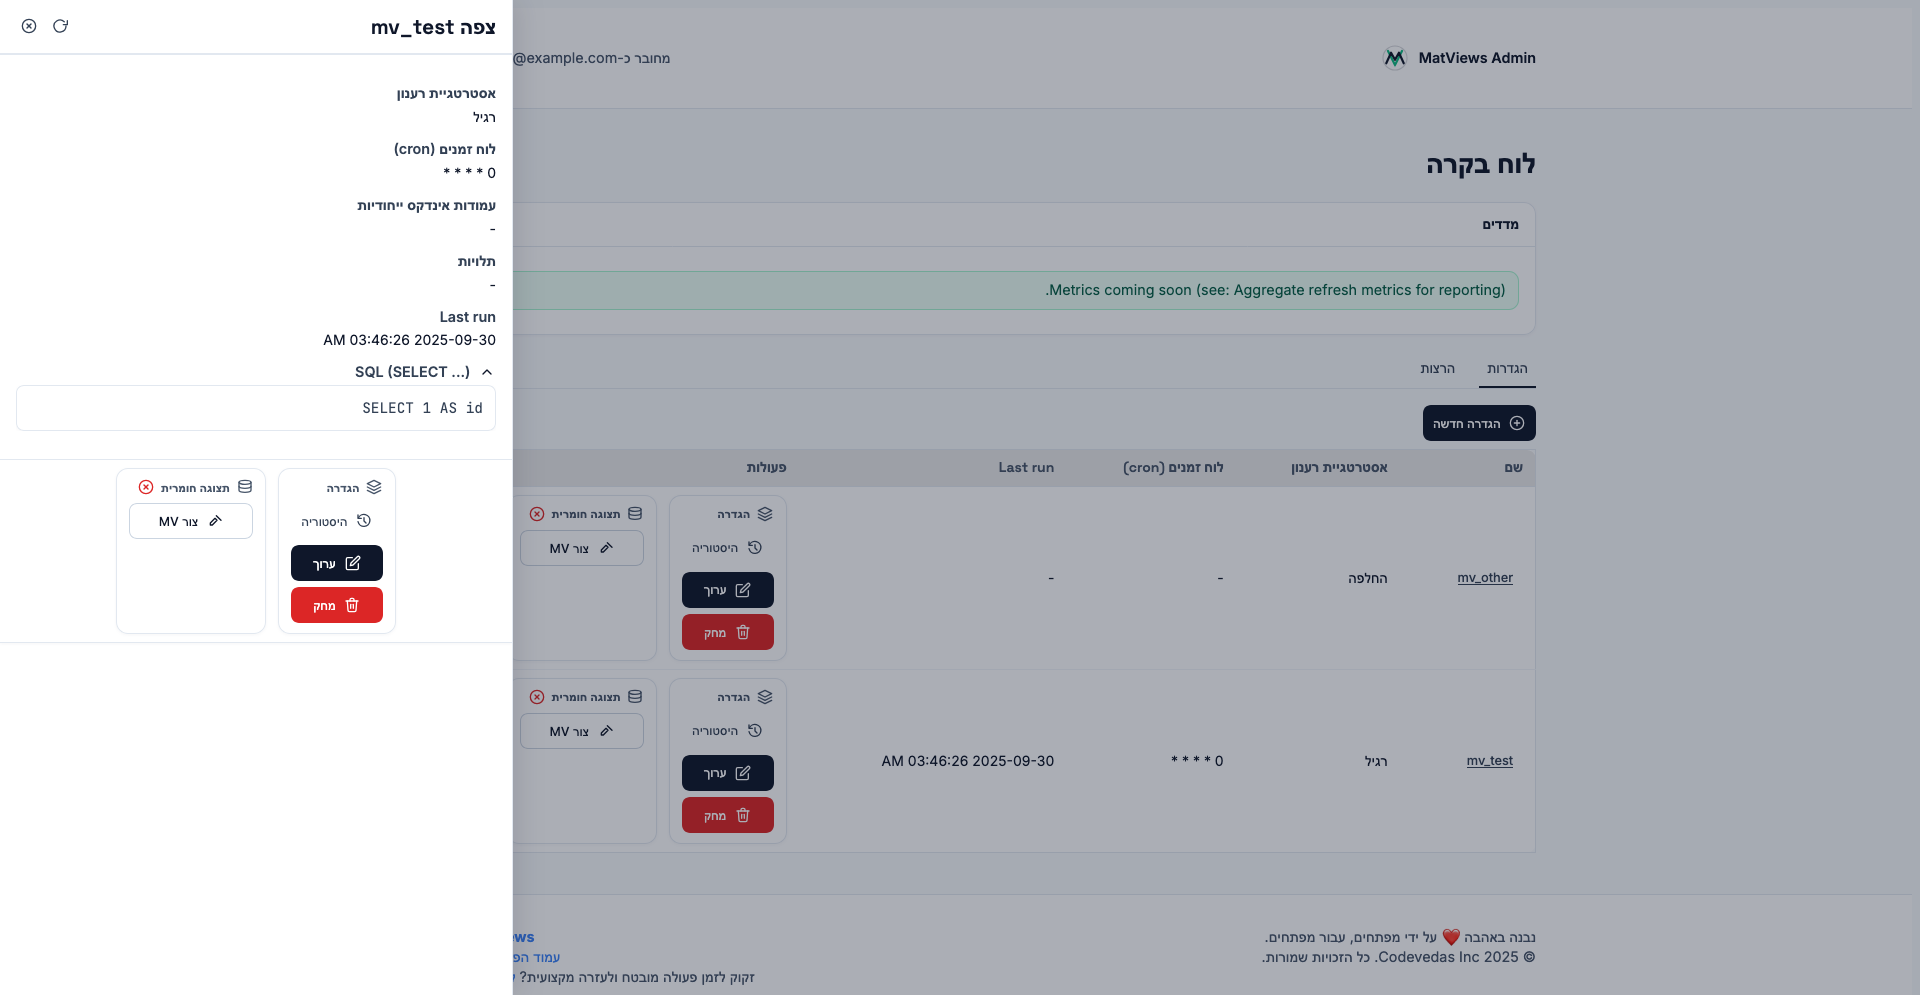 צפה mv_test
אסטרטגיית רענון
רגיל
לוח זמנים (cron)
0 * * * *
עמודות אינדקס ייחודיות
-
תלויות
-
Last run
AM 03:46:26 2025-09-30
SQL (SELECT ...)
SELECT 1 AS id
הגדרה
היסטוריה
ערוך
מחק
תצוגה חומרית
צור MV
MatViews Admin
מחובר כ-@example.com
לוח בקרה
מדדים
.Metrics coming soon (see: Aggregate refresh metrics for reporting)
הגדרות
הרצות
הגדרה חדשה
שם
אסטרטגיית רענון
לוח זמנים (cron)
Last run
פעולות
mv_other
החלפה
-
-
הגדרה
היסטוריה
ערוך
מחק
תצוגה חומרית
צור MV
mv_test
רגיל
0 * * * *
AM 03:46:26 2025-09-30
הגדרה
היסטוריה
ערוך
מחק
תצוגה חומרית
צור MV
נבנה באהבה ❤️ על ידי מפתחים, עבור מפתחים.
© 2025 Codevedas Inc. כל הזכויות שמורות.
עמוד
זקוק לזמן פעולה מובטח ולעזרה מקצועית?